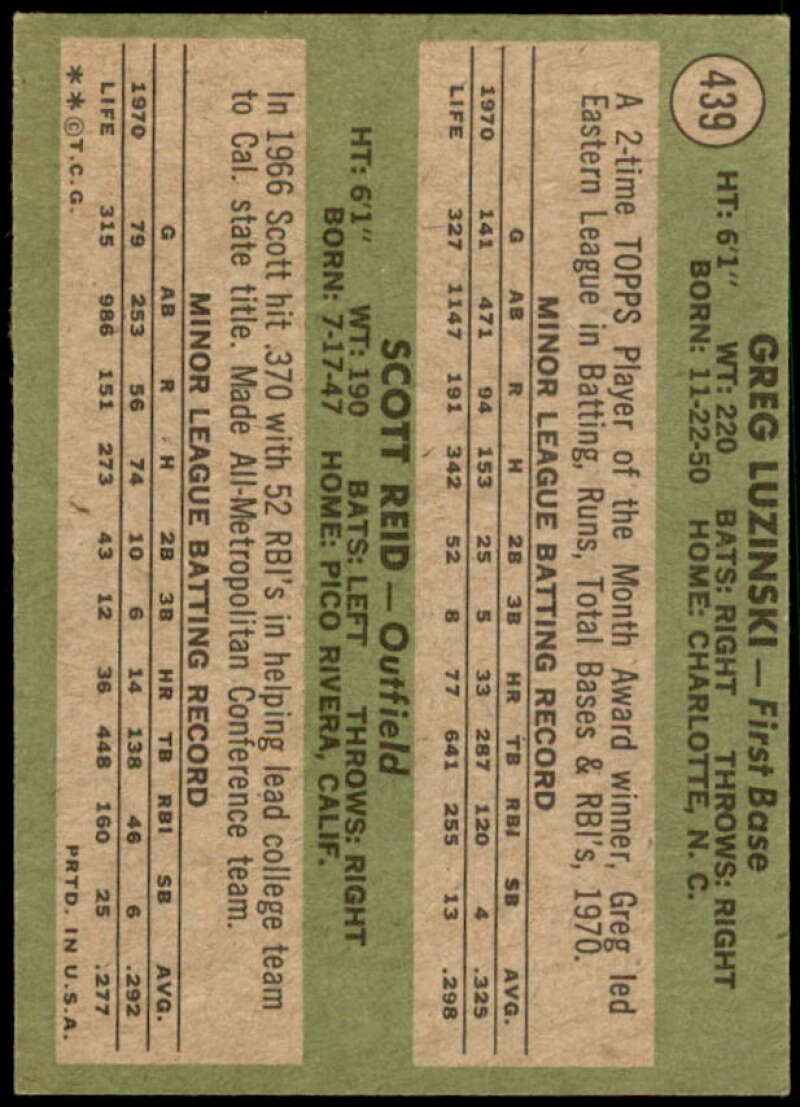 439
GREG LUZINSKI — First Base
HT: 6'1" WT: 220 BATS: RIGHT THROWS: RIGHT
BORN: 11-22-50 HOME: CHARLOTTE, N. C.
A 2-time TOPPS Player of the Month Award winner, Greg led
Eastern League in Batting, Runs, Total Bases & RBI's, 1970.
MINOR LEAGUE BATTING RECORD
G AB R H 2B 3B HR TB RBI SB AVG.
1970 141 471 94 153 25 5 33 287 120 4 .325
LIFE 327 1147 191 342 52 8 77 641 255 13 .298
SCOTT REID — Outfield
HT: 6'1" WT: 190 BATS: LEFT THROWS: RIGHT
BORN: 7-17-47 HOME: PICO RIVERA, CALIF.
In 1966 Scott hit .370 with 52 RBI's in helping lead college team
to Cal. state title. Made All-Metropolitan Conference team.
MINOR LEAGUE BATTING RECORD
G AB R H 2B 3B HR TB RBI SB AVG.
1970 79 253 56 74 10 6 14 138 46 6 .292
LIFE 315 986 151 273 43 12 36 448 160 25 .277
**©T.C.G. PRTD. IN U.S.A.